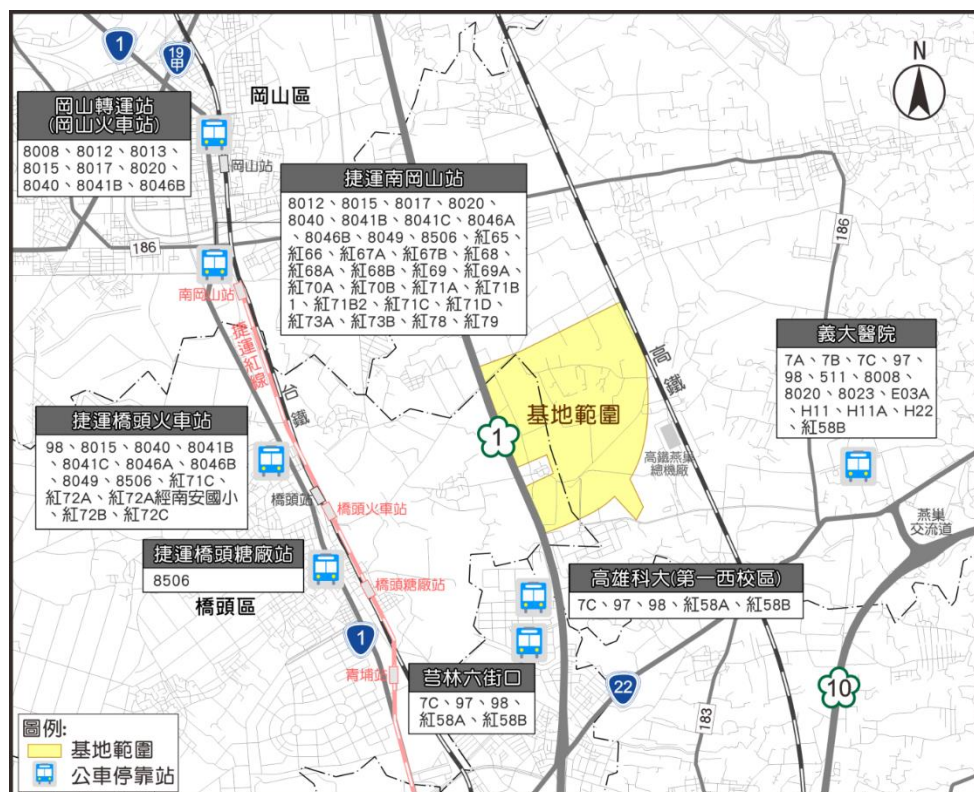 1
19
甲
N
岡山區
岡山轉運站
(岡山火車站)
8008、8012、8013、
8015、8017、8020、
8040、8041B、8046B
岡山站
捷運南岡山站
8012、8015、8017、8020、
8040、8041B、8041C、8046A
、8046B、8049、8506、紅65、
紅66、紅67A、紅67B、紅68、
紅68A、紅68B、紅69、紅69A、
紅70A、紅70B、紅71A、紅71B
1、紅71B2、紅71C、紅71D、
紅73A、紅73B、紅78、紅79
186
186
南岡山站
捷運紅線
台鐵
高鐵
義大醫院
7A、7B、7C、97、
98、511、8008、
8020、8023、E03A
、H11、H11A、H22、
紅58B
捷運橋頭火車站
98、8015、8040、8041B
、8041C、8046A、8046B
、8049、8506、紅71C、
紅72A、紅72A經南安國小
、紅72B、紅72C
1
基地範圍
高鐵燕巢
總機廠
橋頭站
橋頭火車站
燕巢
交流道
捷運橋頭糖廠站
8506
橋頭區
橋頭糖廠站
高雄科大(第一西校區)
7C、97、98、紅58A、紅58B
1
青埔站
芎林六街口
7C、97、98、
紅58A、紅58B
22
10
183
圖例:
基地範圍
公車停靠站